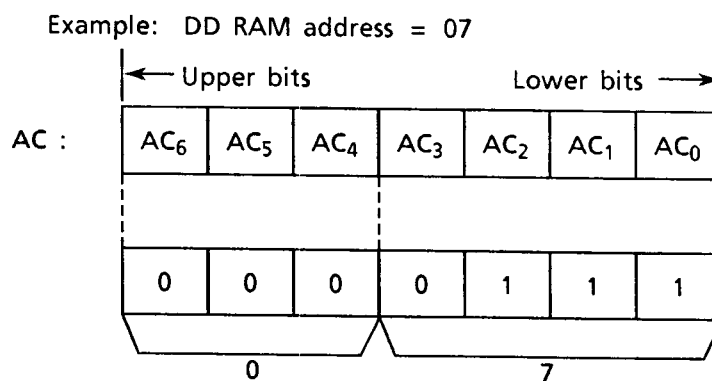 Example: DD RAM address = 07
Upper bits Lower bits
AC : AC₆ AC₅ AC₄ AC₃ AC₂ AC₁ AC₀
0 0 0 0 1 1 1
0 7